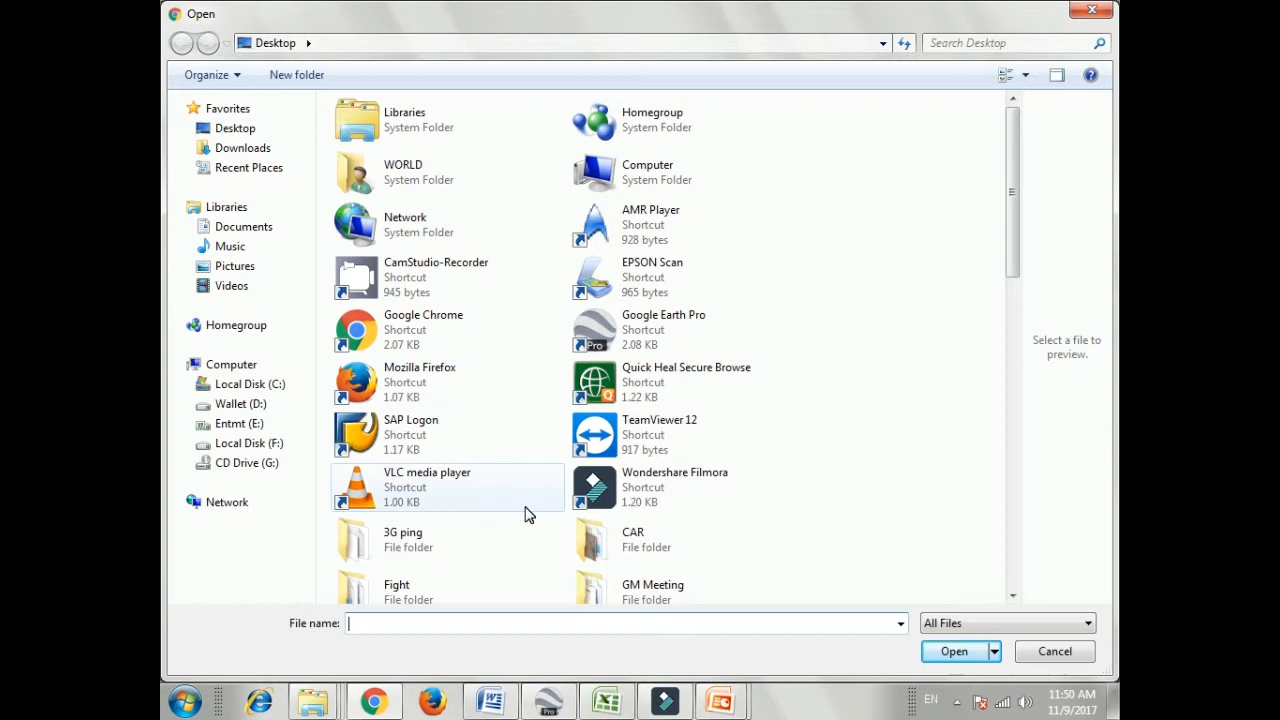 Open
Desktop
Search Desktop
Organize
New folder
Favorites
Desktop
Downloads
Recent Places
Libraries
Documents
Music
Pictures
Videos
Homegroup
Computer
Local Disk (C:)
Wallet (D:)
Entmt (E:)
Local Disk (F:)
CD Drive (G:)
Network
Libraries
System Folder
Homegroup
System Folder
WORLD
System Folder
Computer
System Folder
Network
System Folder
AMR Player
Shortcut
928 bytes
CamStudio-Recorder
Shortcut
945 bytes
EPSON Scan
Shortcut
965 bytes
Google Chrome
Shortcut
2.07 KB
Pro
Google Earth Pro
Shortcut
2.08 KB
Mozilla Firefox
Shortcut
1.07 KB
Quick Heal Secure Browse
Shortcut
1.22 KB
SAP Logon
Shortcut
1.17 KB
TeamViewer 12
Shortcut
917 bytes
VLC media player
Shortcut
1.00 KB
Wondershare Filmora
Shortcut
1.20 KB
3G ping
File folder
CAR
File folder
Fight
File folder
GM Meeting
File folder
Select a file to
preview.
File name:
All Files
Open
Cancel
Pro
EN
11:50 AM
11/9/2017